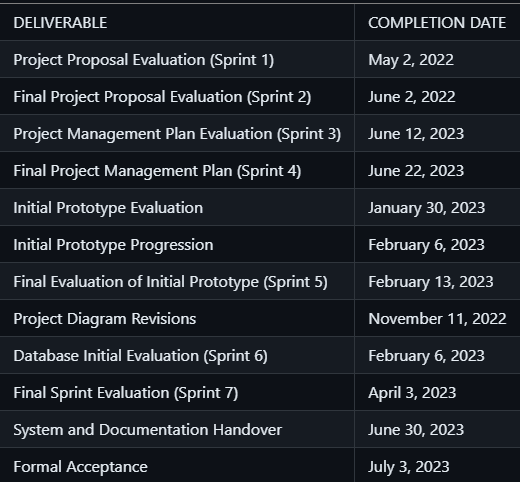 DELIVERABLE COMPLETION DATE
Project Proposal Evaluation (Sprint 1) May 2, 2022
Final Project Proposal Evaluation (Sprint 2) June 2, 2022
Project Management Plan Evaluation (Sprint 3) June 12, 2023
Final Project Management Plan (Sprint 4) June 22, 2023
Initial Prototype Evaluation January 30, 2023
Initial Prototype Progression February 6, 2023
Final Evaluation of Initial Prototype (Sprint 5) February 13, 2023
Project Diagram Revisions November 11, 2022
Database Initial Evaluation (Sprint 6) February 6, 2023
Final Sprint Evaluation (Sprint 7) April 3, 2023
System and Documentation Handover June 30, 2023
Formal Acceptance July 3, 2023